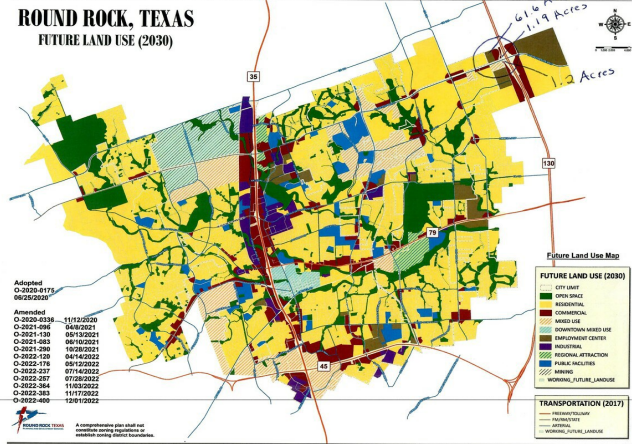 ROUND ROCK, TEXAS
FUTURE LAND USE (2030)
1.19 Acres
1.2 Acres
N
35
130
79
45
Adopted
O-2020-0175
06/25/2020
Amended
O-2020-0336 11/12/2020
O-2021-096 04/8/2021
O-2021-130 05/13/2021
O-2021-083 06/10/2021
O-2021-290 10/28/2021
O-2022-120 04/14/2022
O-2022-176 05/12/2022
O-2022-237 07/14/2022
O-2022-257 07/28/2022
O-2022-364 11/03/2022
O-2022-383 11/17/2022
O-2022-400 12/01/2022
ROUND ROCK TEXAS
A comprehensive plan shall not
constitute zoning regulations or
establish zoning district boundaries.
Future Land Use Map
FUTURE LAND USE (2030)
CITY LIMIT
OPEN SPACE
RESIDENTIAL
COMMERCIAL
MIXED USE
DOWNTOWN MIXED USE
EMPLOYMENT CENTER
INDUSTRIAL
REGIONAL ATTRACTION
PUBLIC FACILITIES
MINING
WORKING_FUTURE_LANDUSE
TRANSPORTATION (2017)
FREEWAY/TOLLWAY
FM/RM/STATE
ARTERIAL
WORKING_FUTURE_LANDUSE